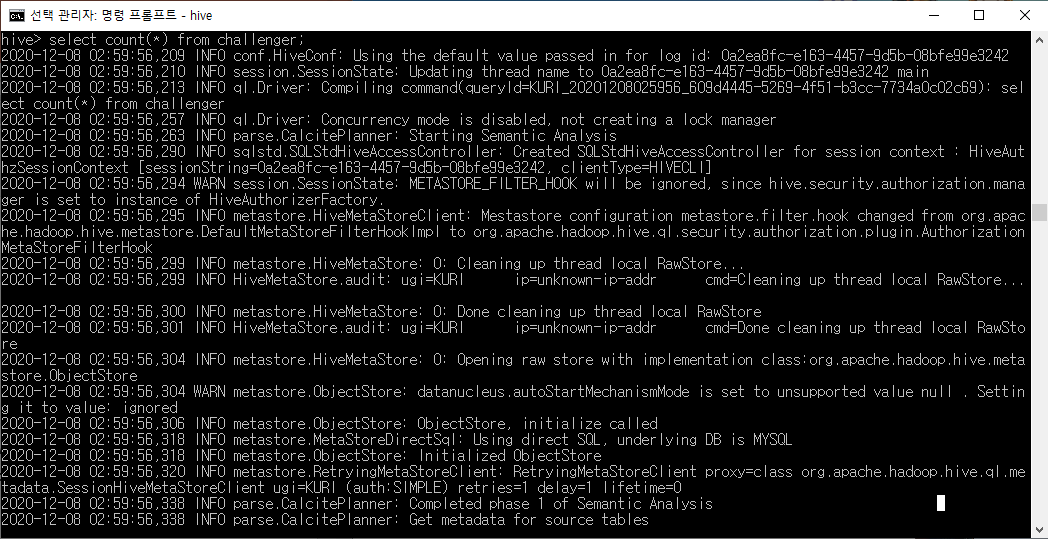 선택 관리자: 명령 프롬프트 - hive
hive> select count(*) from challenger;
2020-12-08 02:59:56,209 INFO conf.HiveConf: Using the default value passed in for log id: 0a2ea8fc-e163-4457-9d5b-08bfe99e3242
2020-12-08 02:59:56,210 INFO session.SessionState: Updating thread name to 0a2ea8fc-e163-4457-9d5b-08bfe99e3242 main
2020-12-08 02:59:56,213 INFO ql.Driver: Compiling command(queryId=KURI_20201208025956_609d4445-5269-4f51-b3cc-7734a0c02c69): sel
ect count(*) from challenger
2020-12-08 02:59:56,257 INFO ql.Driver: Concurrency mode is disabled, not creating a lock manager
2020-12-08 02:59:56,263 INFO parse.CalcitePlanner: Starting Semantic Analysis
2020-12-08 02:59:56,290 INFO sqlstd.SQLStdHiveAccessController: Created SQLStdHiveAccessController for session context : HiveAut
hzSessionContext [sessionString=0a2ea8fc-e163-4457-9d5b-08bfe99e3242, clientType=HIVECLI]
2020-12-08 02:59:56,294 WARN session.SessionState: METASTORE_FILTER_HOOK will be ignored, since hive.security.authorization.mana
ger is set to instance of HiveAuthorizerFactory.
2020-12-08 02:59:56,295 INFO metastore.HiveMetaStoreClient: Mestastore configuration metastore.filter.hook changed from org.apac
he.hadoop.hive.metastore.DefaultMetaStoreFilterHookImpl to org.apache.hadoop.hive.ql.security.authorization.plugin.Authorization
MetaStoreFilterHook
2020-12-08 02:59:56,299 INFO metastore.HiveMetaStore: 0: Cleaning up thread local RawStore...
2020-12-08 02:59:56,299 INFO HiveMetaStore.audit: ugi=KURI ip=unknown-ip-addr cmd=Cleaning up thread local RawStore...
2020-12-08 02:59:56,300 INFO metastore.HiveMetaStore: 0: Done cleaning up thread local RawStore
2020-12-08 02:59:56,301 INFO HiveMetaStore.audit: ugi=KURI ip=unknown-ip-addr cmd=Done cleaning up thread local RawSto
re
2020-12-08 02:59:56,304 INFO metastore.HiveMetaStore: 0: Opening raw store with implementation class:org.apache.hadoop.hive.meta
store.ObjectStore
2020-12-08 02:59:56,304 WARN metastore.ObjectStore: datanucleus.autoStartMechanismMode is set to unsupported value null . Settin
g it to value: ignored
2020-12-08 02:59:56,306 INFO metastore.ObjectStore: ObjectStore, initialize called
2020-12-08 02:59:56,318 INFO metastore.MetaStoreDirectSql: Using direct SQL, underlying DB is MYSQL
2020-12-08 02:59:56,318 INFO metastore.ObjectStore: Initialized ObjectStore
2020-12-08 02:59:56,320 INFO metastore.RetryingMetaStoreClient: RetryingMetaStoreClient proxy=class org.apache.hadoop.hive.ql.me
tadata.SessionHiveMetaStoreClient ugi=KURI (auth:SIMPLE) retries=1 delay=1 lifetime=0
2020-12-08 02:59:56,338 INFO parse.CalcitePlanner: Completed phase 1 of Semantic Analysis
2020-12-08 02:59:56,338 INFO parse.CalcitePlanner: Get metadata for source tables